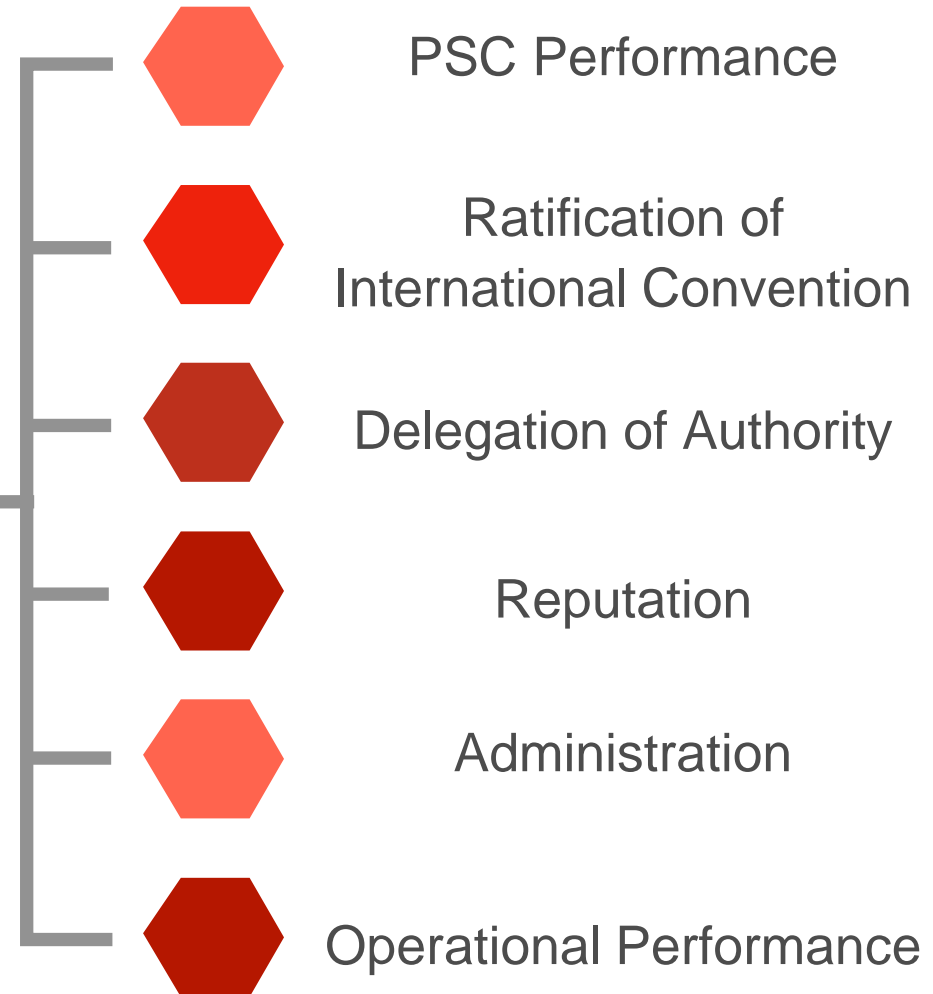 PSC Performance
Ratification of
International Convention
Delegation of Authority
Reputation
Administration
Operational Performance